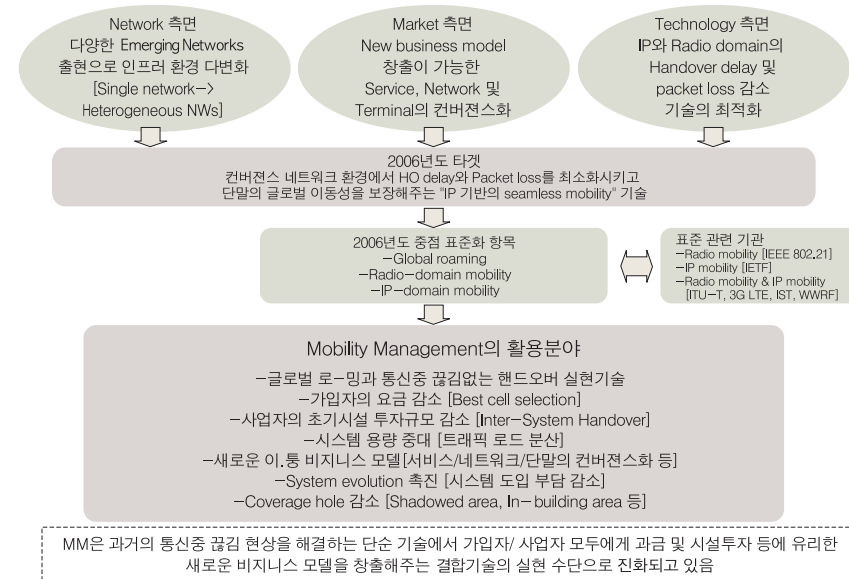 Network 측면
다양한 Emerging Networks
출현으로 인프러 환경 다변화
[Single network->
Heterogeneous NWs]
Market 측면
New business model
창출이 가능한
Service, Network 및
Terminal의 컨버젼스화
Technology 측면
IP와 Radio domain의
Handover delay 및
packet loss 감소
기술의 최적화
2006년도 타겟
컨버젼스 네트워크 환경에서 HO delay와 Packet loss를 최소화시키고
단말의 글로벌 이동성을 보장해주는 "IP 기반의 seamless mobility" 기술
2006년도 중점 표준화 항목
-Global roaming
-Radio-domain mobility
-IP-domain mobility
표준 관련 기관
-Radio mobility [IEEE 802.21]
-IP mobility [IETF]
-Radio mobility & IP mobility
[ITU-T, 3G LTE, IST, WWRF]
Mobility Management의 활용분야
-글로벌 로-밍과 통신중 끊김없는 핸드오버 실현기술
-가입자의 요금 감소 [Best cell selection]
-사업자의 초기시설 투자규모 감소 [Inter-System Handover]
-시스템 용량 중대 [트래픽 로드 분산]
-새로운 이.퉁 비지니스 모델[서비스/네트워크/단말의 컨버젼스화 등]
-System evolution 촉진 [시스템 도입 부담 감소]
-Coverage hole 감소 [Shadowed area, In-building area 등]
MM은 과거의 통신중 끊김 현상을 해결하는 단순 기술에서 가입자/ 사업자 모두에게 과금 및 시설투자 등에 유리한
새로운 비지니스 모델을 창출해주는 결합기술의 실현 수단으로 진화되고 있음